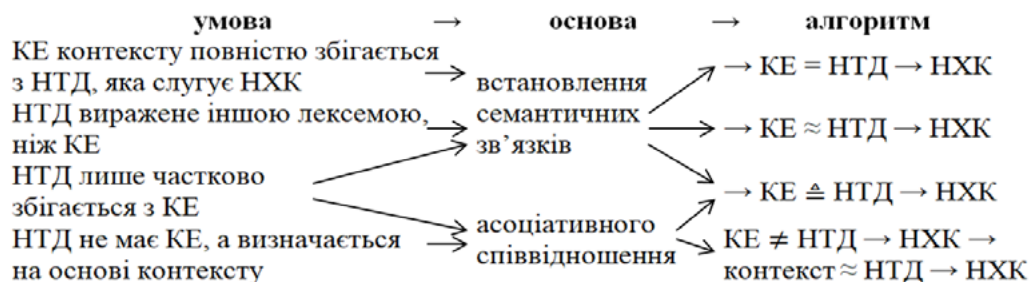 умова → основа → алгоритм
КЕ контексту повністю збігається
з НТД, яка слугує НХК
НТД виражене іншою лексемою,
ніж КЕ
НТД лише частково
збігається з КЕ
НТД не має КЕ, а визначається
на основі контексту
встановлення
семантичних
зв’язків
асоціативного
співвідношення
→ КЕ = НТД → НХК
→ КЕ ≈ НТД → НХК
→ КЕ ≙ НТД → НХК
КЕ ≠ НТД → НХК →
контекст ≈ НТД → НХК